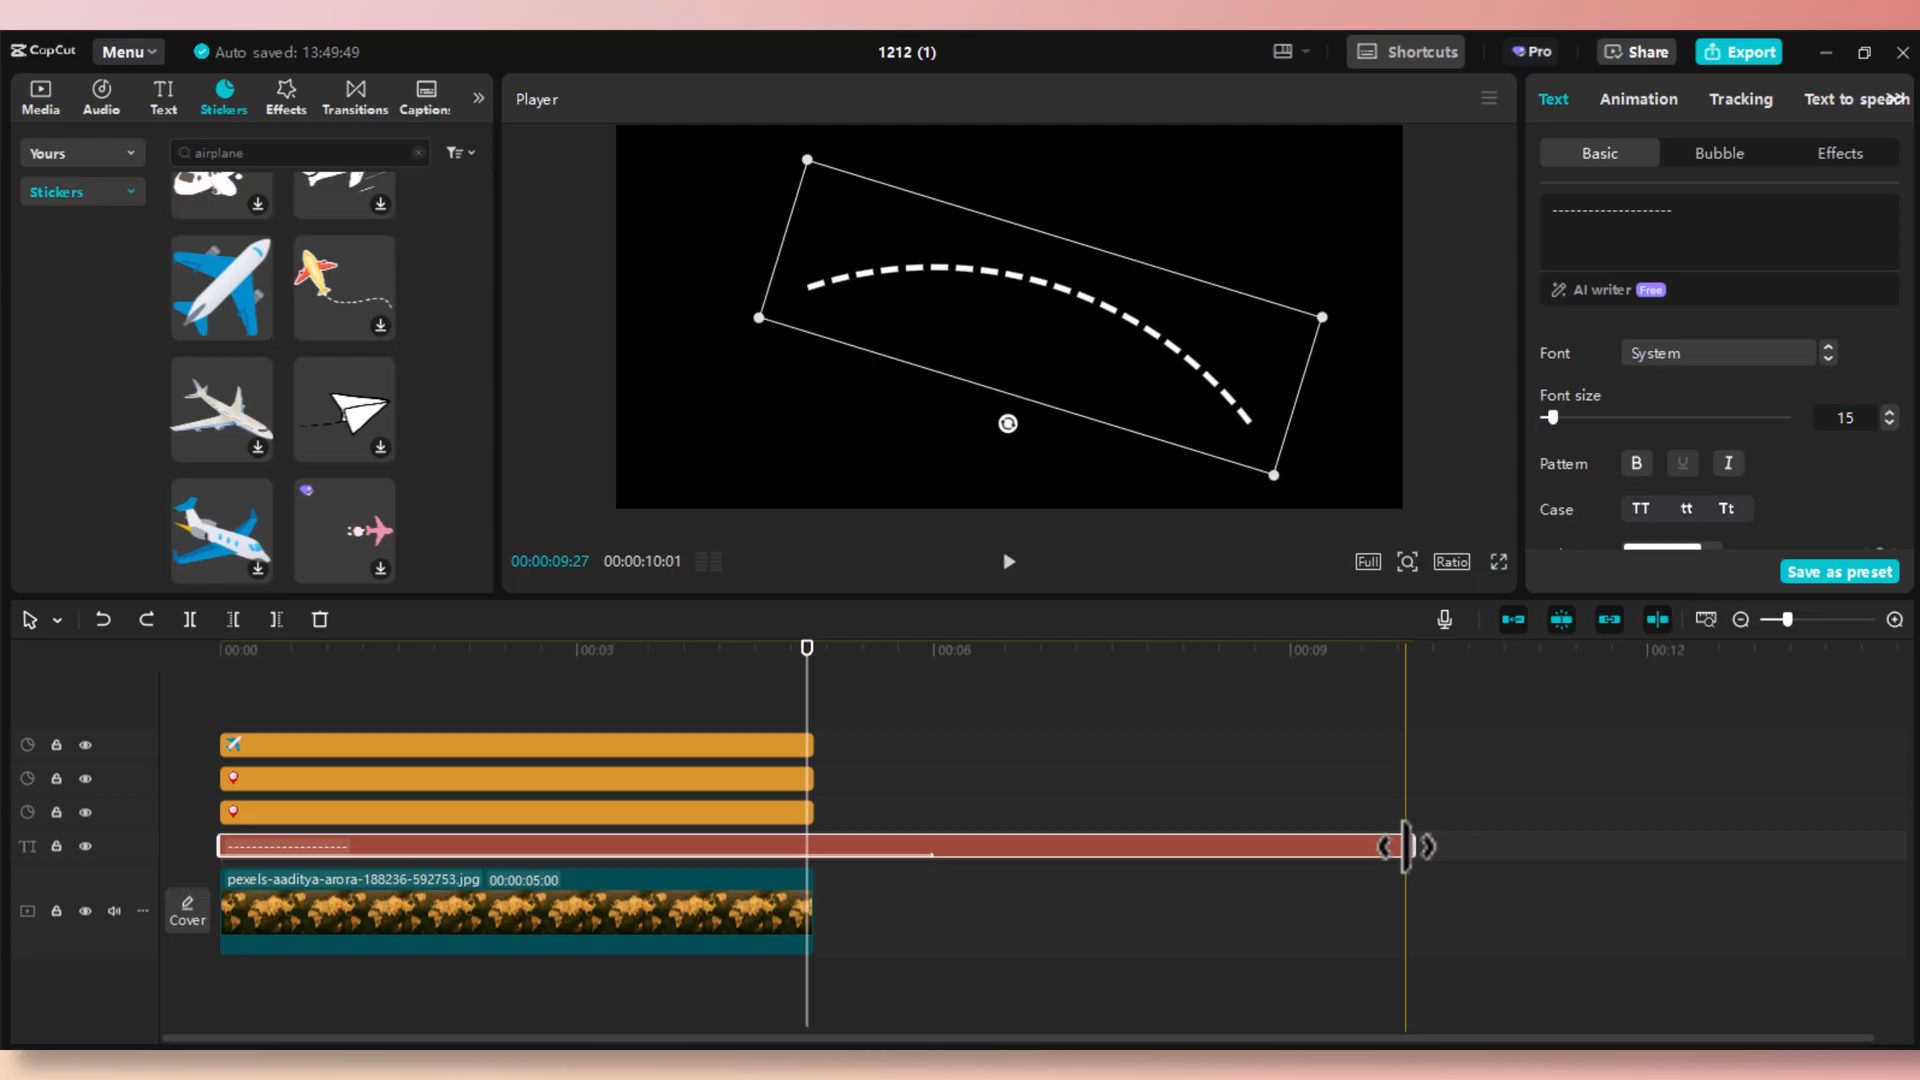 CapCut
Menu
Auto saved: 13:49:49
1212 (1)
Shortcuts
Pro
Share
Export
Media
Audio
TI
Text
Stickers
Effects
Transitions
Caption:
Player
Text
Animation
Tracking
Text to speech
Yours
airplane
Stickers
Basic
Bubble
Effects
--------------------
AI writer
Free
Font
System
Font size
15
Pattern
B
U
I
Case
TT
tt
Tt
00:00:09:27
00:00:10:01
Full
Ratio
Save as preset
00:00
00:03
00:06
00:09
00:12
TI
--------------------
pexels-aaditya-arora-188236-592753.jpg
00:00:05:00
Cover